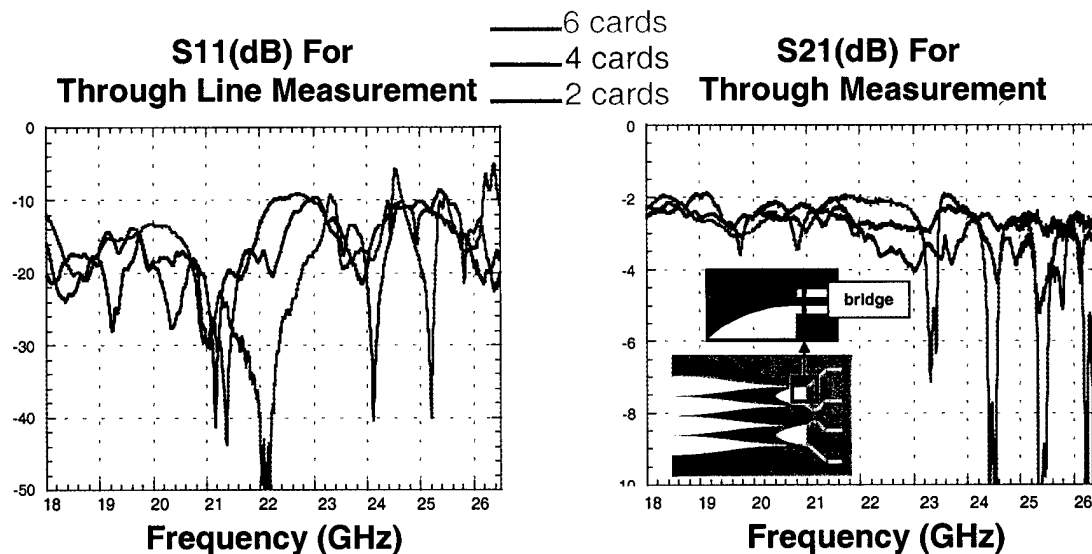 6 cards
4 cards
2 cards
S11(dB) For
Through Line Measurement
0
-10
-20
-30
-40
-50
18 19 20 21 22 23 24 25 26
Frequency (GHz)
S21(dB) For
Through Measurement
0
-2
-4
-6
-8
10
18 19 20 21 22 23 24 25 26
Frequency (GHz)
bridge